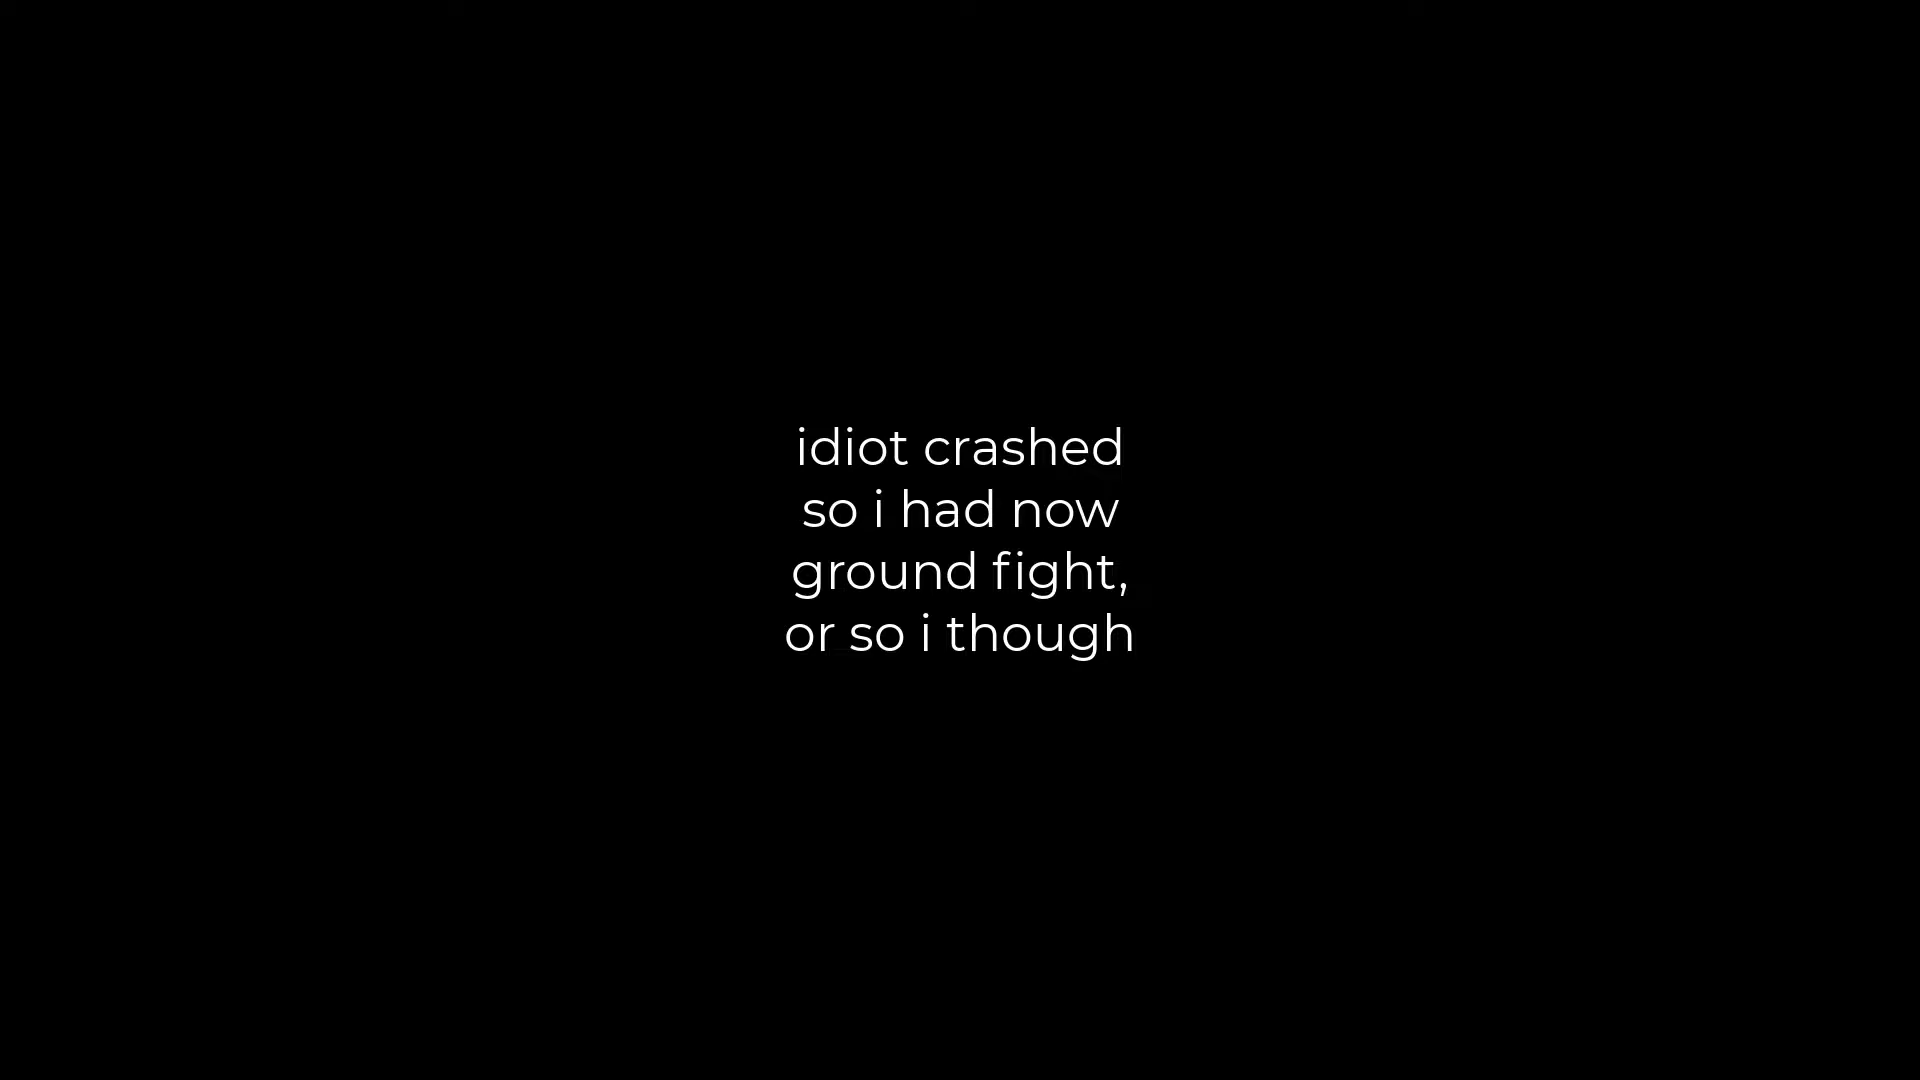 idiot crashed
so i had now
ground fight,
or so i though